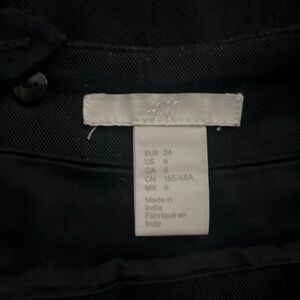 H&M
EUR 36
US 6
CA 6
CN 165/68A
MX 6
Made in
India
Fabriqué en
Inde